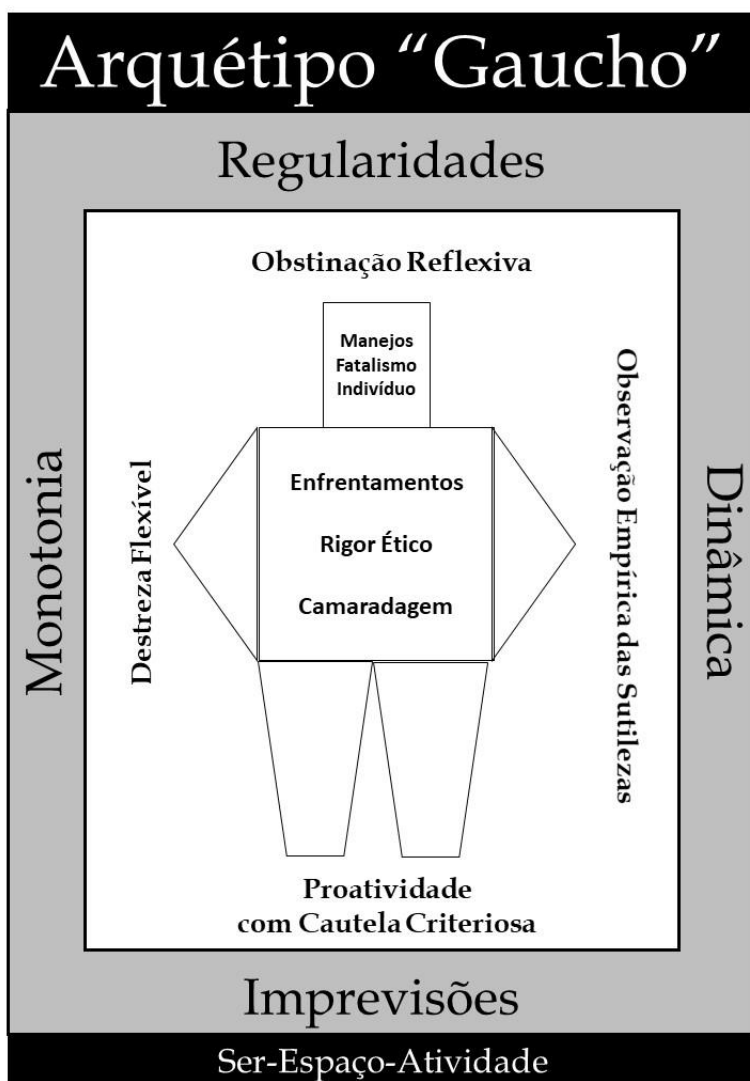 Arquétipo “Gaucho”
Regularidades
Monotonia
Dinâmica
Obstinação Reflexiva
Destreza Flexível
Observação Empírica das Sutilezas
Manejos
Fatalismo
Indivíduo
Enfrentamentos
Rigor Ético
Camaradagem
Proatividade
com Cautela Criteriosa
Imprevisões
Ser-Espaço-Atividade